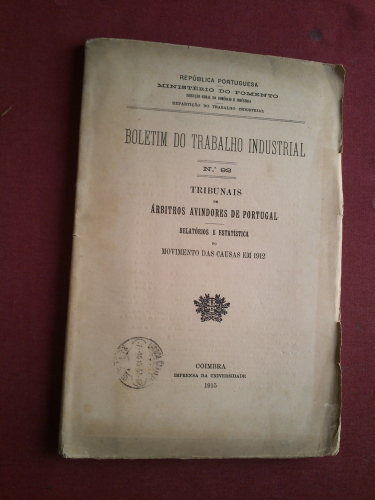 REPÚBLICA PORTUGUESA
MINISTÉRIO DO FOMENTO
REPARTIÇÃO DO TRABALHO INDUSTRIAL
BOLETIM DO TRABALHO INDUSTRIAL
N.º 92
TRIBUNAIS
DE
ÁRBITROS AVINDORES DE PORTUGAL
RELATÓRIOS E ESTATÍSTICA
DO
MOVIMENTO DAS CAUSAS EM 1912
COIMBRA
IMPRENSA DA UNIVERSIDADE
1915